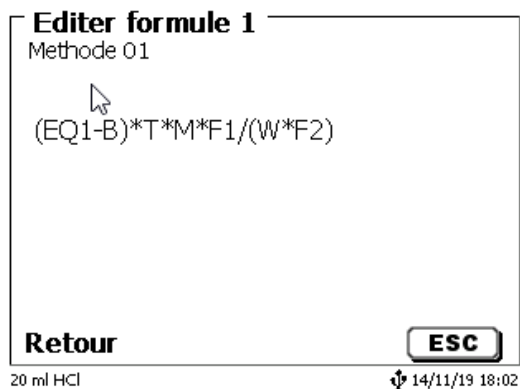 Editer formule 1
Methode 01
(EQ1-B)*T*M*F1/(W*F2)
Retour
ESC
20 ml HCl
14/11/19 18:02